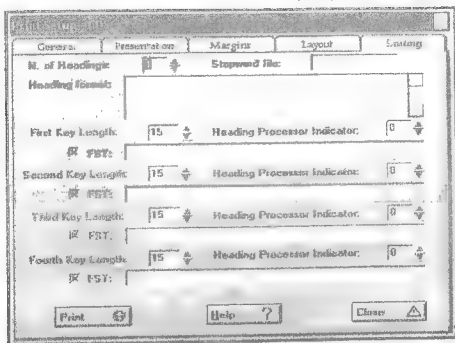 General Presentation Margins Layout Sorting
N. of Headings: Stopword file:
Heading format:
First Key Length: 15 Heading Processor Indicator: 0
FST:
Second Key Length: 15 Heading Processor Indicator: 0
FST:
Third Key Length: 15 Heading Processor Indicator: 0
FST:
Fourth Key Length: 15 Heading Processor Indicator: 0
FST:
Print Help ? Close